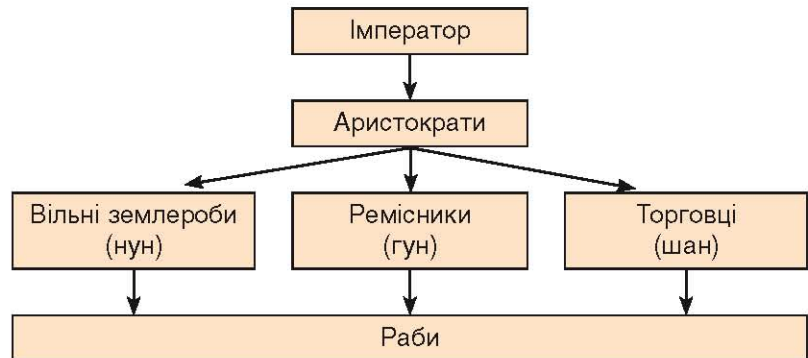 Імператор
Аристократи
Вільні землероби
(нун)
Ремісники
(гун)
Торговці
(шан)
Раби